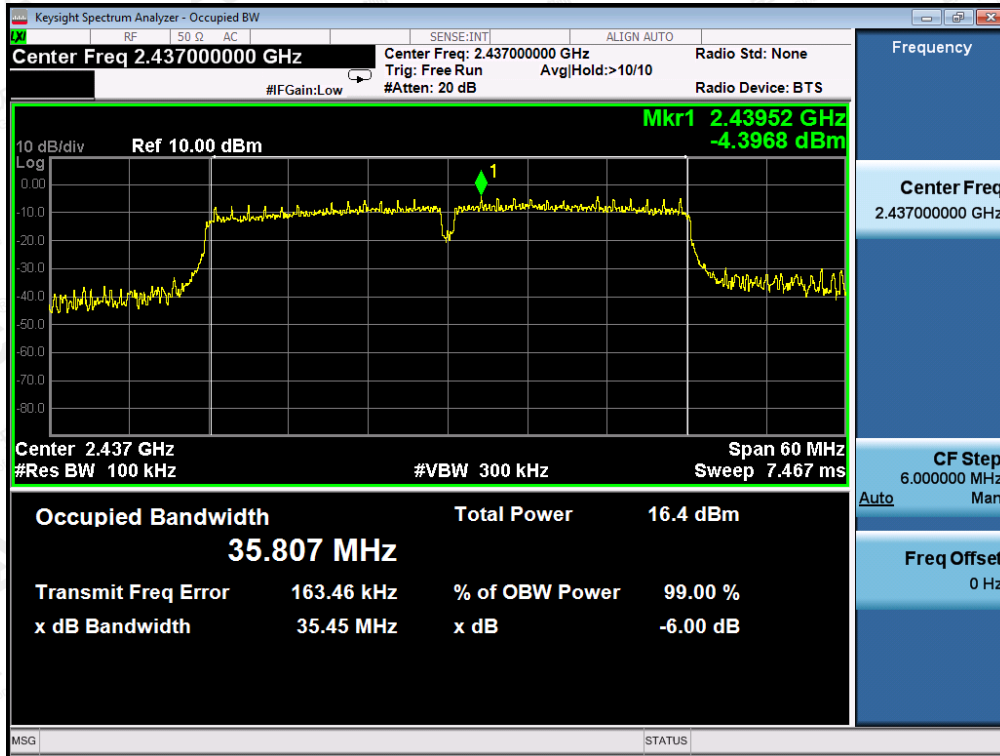 Keysight Spectrum Analyzer - Occupied BW
LXI
RF
50 Ω
AC
SENSE:INT
ALIGN AUTO
Center Freq 2.437000000 GHz
#IFGain:Low
Center Freq: 2.437000000 GHz
Trig: Free Run
Avg|Hold:>10/10
#Atten: 20 dB
Radio Std: None
Radio Device: BTS
Mkr1 2.43952 GHz
-4.3968 dBm
10 dB/div
Ref 10.00 dBm
Log
1
0.00
-10.0
-20.0
-30.0
-40.0
-50.0
-60.0
-70.0
-80.0
Center 2.437 GHz
Span 60 MHz
#Res BW 100 kHz
#VBW 300 kHz
Sweep 7.467 ms
Occupied Bandwidth
35.807 MHz
Total Power
16.4 dBm
Transmit Freq Error
163.46 kHz
% of OBW Power
99.00 %
x dB Bandwidth
35.45 MHz
x dB
-6.00 dB
MSG
STATUS
Frequency
Center Freq
2.437000000 GHz
CF Step
6.000000 MHz
Auto
Man
Freq Offset
0 Hz